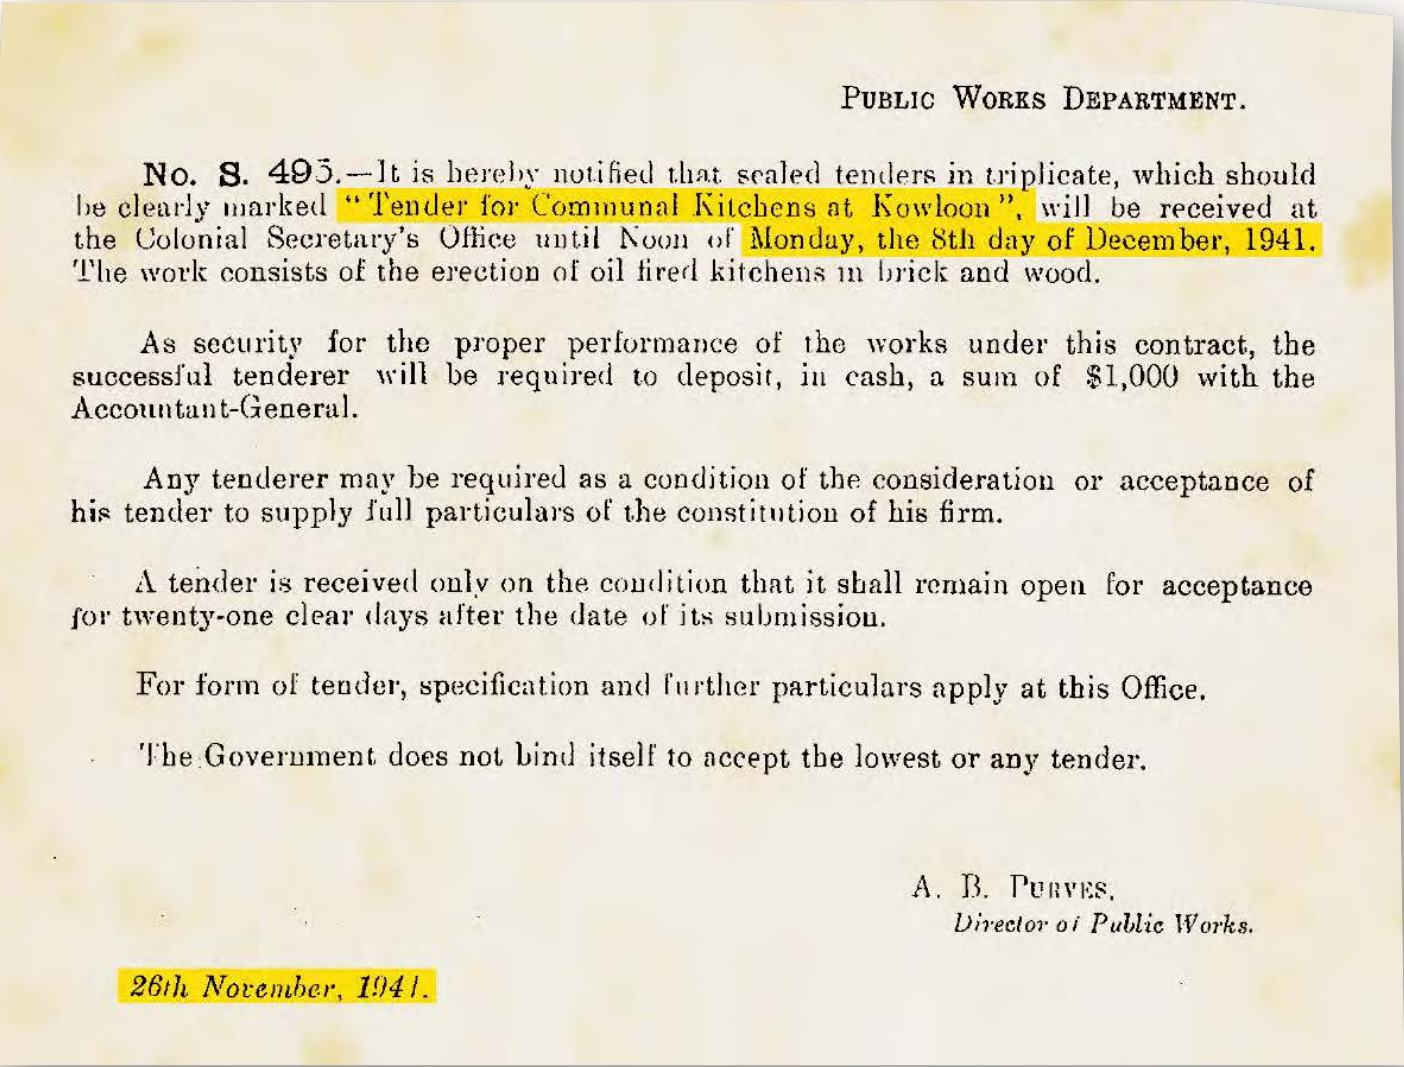 PUBLIC WORKS DEPARTMENT.
No. S. 495.—It is hereby notified that sealed tenders in triplicate, which should
be clearly marked “Tender for Communal Kitchens at Kowloon”, will be received at
the Colonial Secretary's Office until Noon of Monday, the 8th day of December, 1941.
The work consists of the erection of oil fired kitchens in brick and wood.
As security for the proper performance of the works under this contract, the
successful tenderer will be required to deposit, in cash, a sum of $1,000 with the
Accountant-General.
Any tenderer may be required as a condition of the consideration or acceptance of
his tender to supply full particulars of the constitution of his firm.
A tender is received only on the condition that it shall remain open for acceptance
for twenty-one clear days after the date of its submission.
For form of tender, specification and further particulars apply at this Office.
The Government does not bind itself to accept the lowest or any tender.
A. B. PURVES,
Director of Public Works.
26th November, 1941.